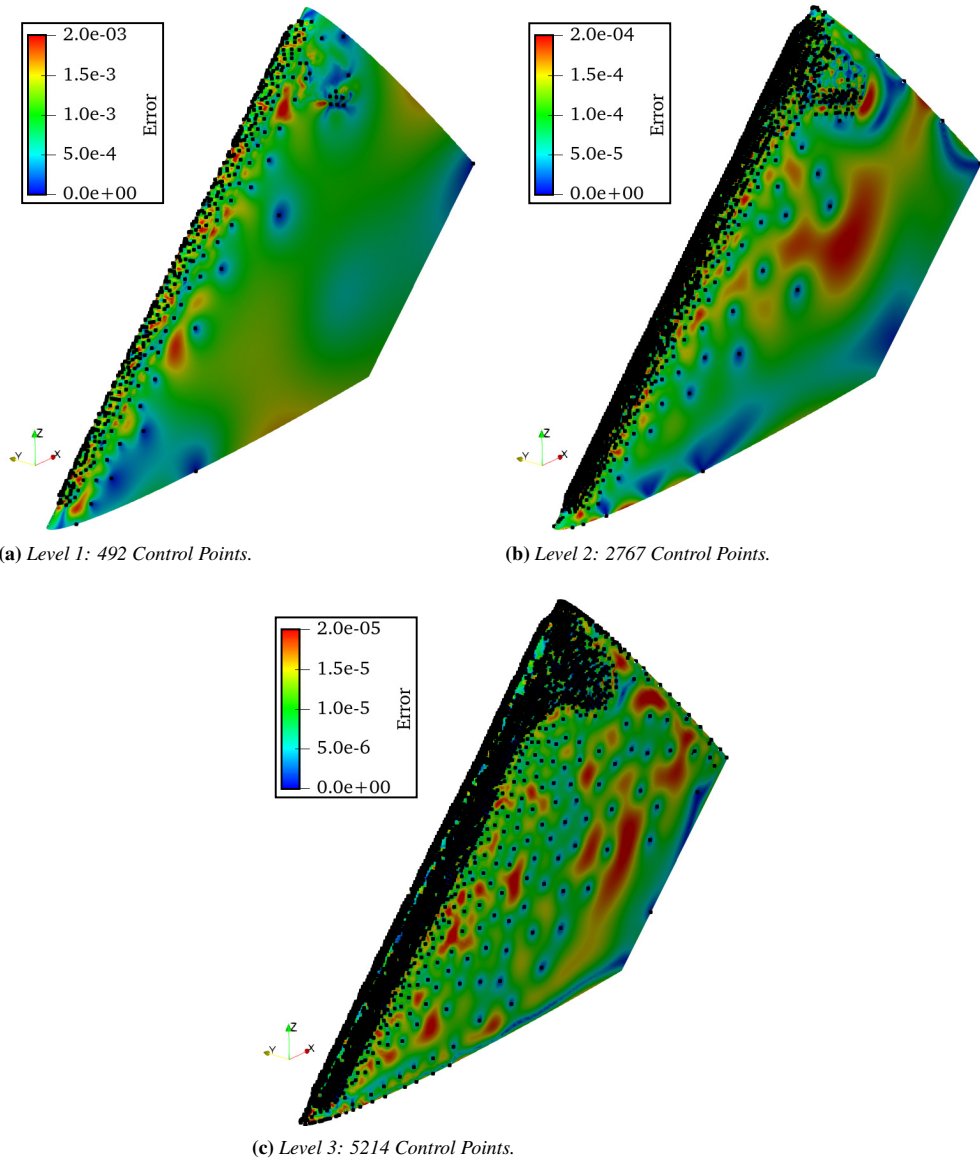 2.0e-03
1.5e-3
1.0e-3
5.0e-4
0.0e+00
Error
Z
Y
X
2.0e-04
1.5e-4
1.0e-4
5.0e-5
0.0e+00
Error
Z
Y
X
(a) Level 1: 492 Control Points.
(b) Level 2: 2767 Control Points.
2.0e-05
1.5e-5
1.0e-5
5.0e-6
0.0e+00
Error
Z
Y
X
(c) Level 3: 5214 Control Points.